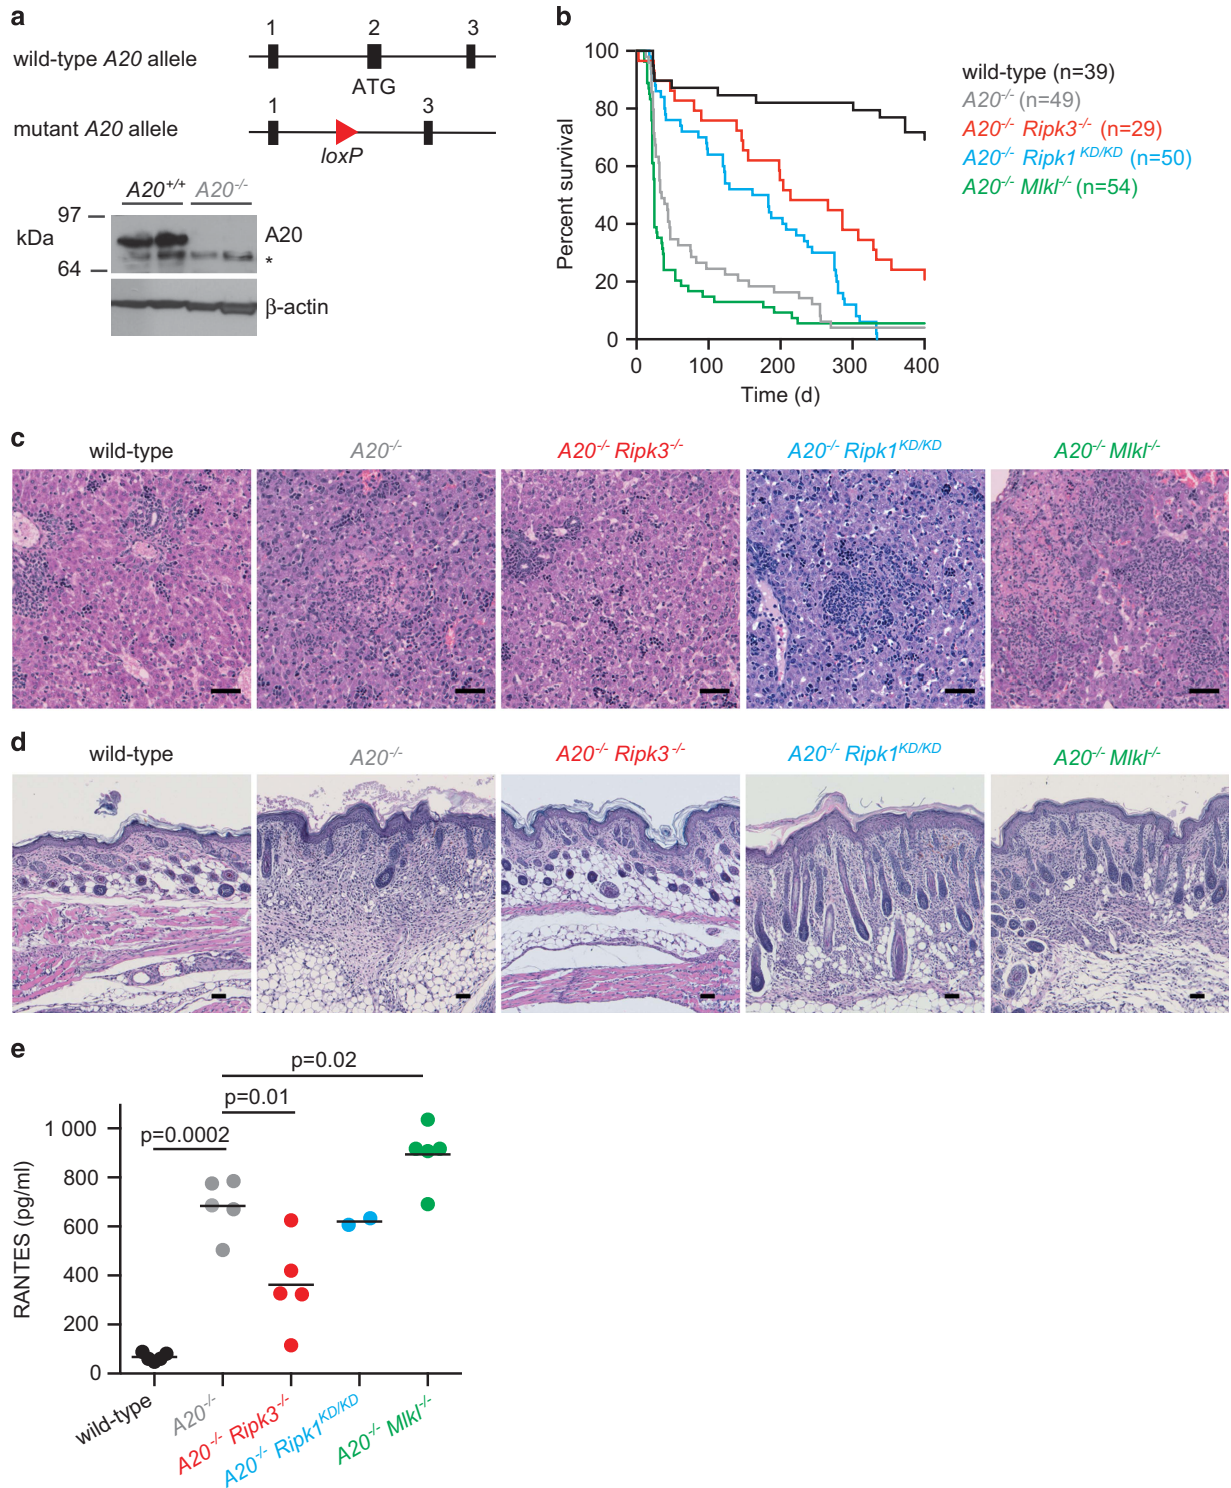 a
1 2 3
wild-type A20 allele
ATG
1 3
mutant A20 allele
loxP
A20+/+ A20-/-
97
kDa
A20
*
64
β-actin
b
100
80
60
40
20
0
Percent survival
0 100 200 300 400
Time (d)
wild-type (n=39)
A20-/- (n=49)
A20-/- Ripk3-/- (n=29)
A20-/- Ripk1KD/KD (n=50)
A20-/- Mlkl-/- (n=54)
c
wild-type A20-/- A20-/- Ripk3-/- A20-/- Ripk1KD/KD A20-/- Mlkl-/-
d
wild-type A20-/- A20-/- Ripk3-/- A20-/- Ripk1KD/KD A20-/- Mlkl-/-
e
p=0.02
p=0.01
p=0.0002
1 000
800
600
400
200
0
RANTES (pg/ml)
wild-type
A20-/-
A20-/- Ripk3-/-
A20-/- Ripk1KD/KD
A20-/- Mlkl-/-